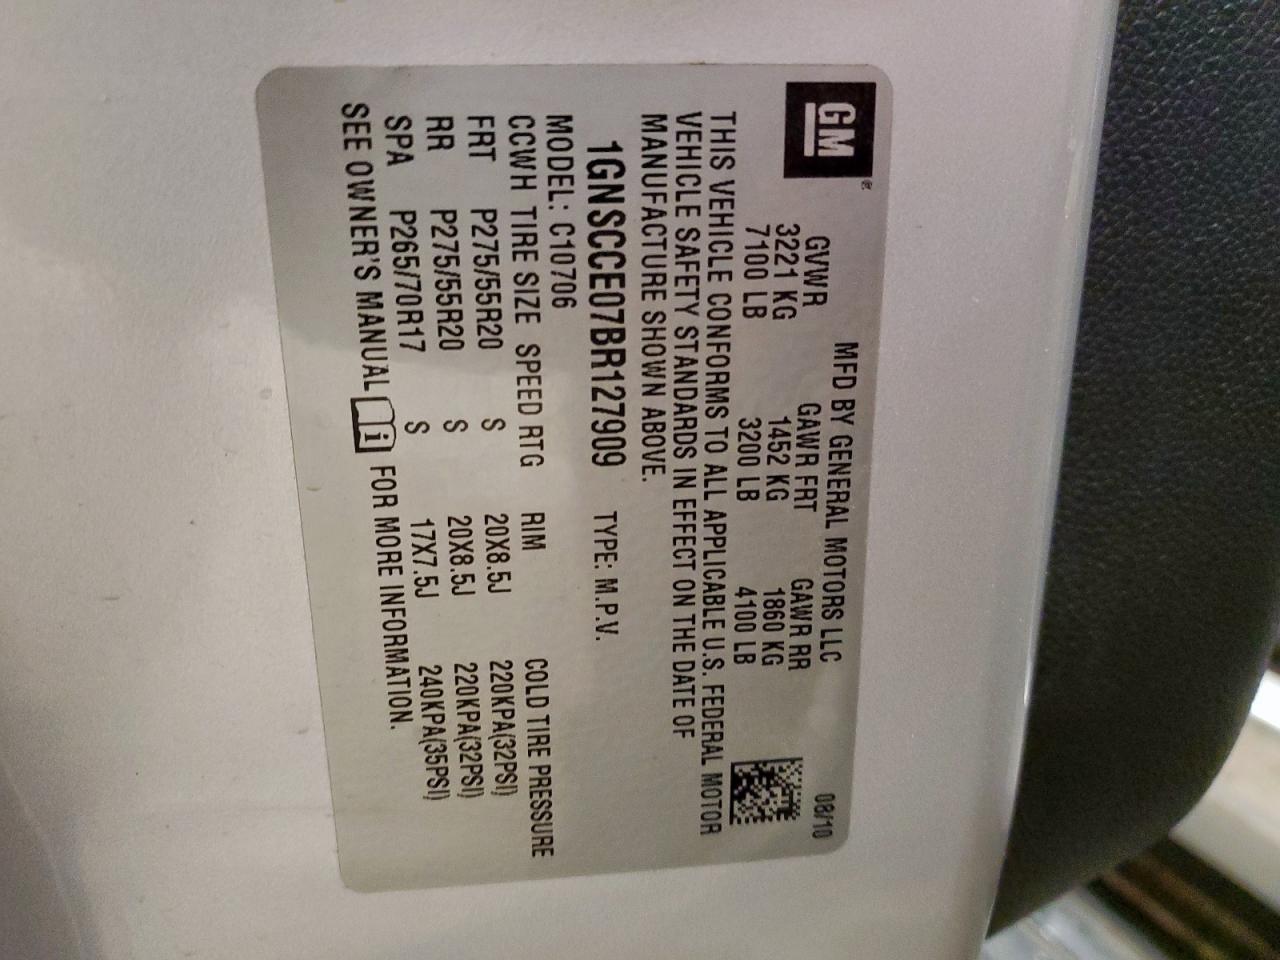 GM®
MFD BY GENERAL MOTORS LLC 08/10
GVWR GAWR FRT GAWR RR
3221 KG 1452 KG 1860 KG
7100 LB 3200 LB 4100 LB
THIS VEHICLE CONFORMS TO ALL APPLICABLE U.S. FEDERAL MOTOR
VEHICLE SAFETY STANDARDS IN EFFECT ON THE DATE OF
MANUFACTURE SHOWN ABOVE.
1GNSCCE07BR127909 TYPE: M.P.V.
MODEL: C10706
CCWH TIRE SIZE SPEED RTG RIM COLD TIRE PRESSURE
FRT P275/55R20 S 20X8.5J 220KPA(32PSI)
RR P275/55R20 S 20X8.5J 220KPA(32PSI)
SPA P265/70R17 S 17X7.5J 240KPA(35PSI)
SEE OWNER'S MANUAL i FOR MORE INFORMATION.